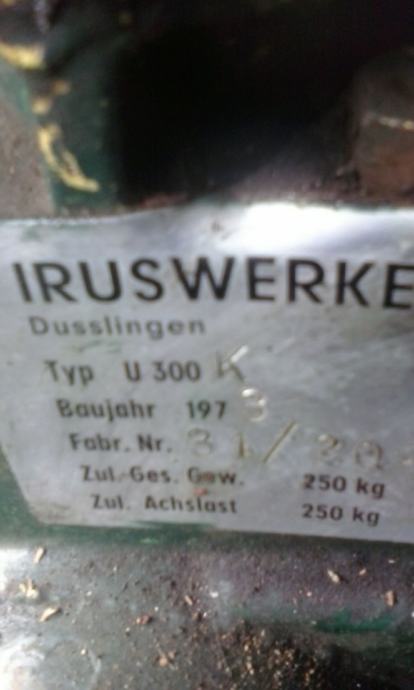 IRUSWERKE
Dusslingen
Typ U 300 K
Baujahr 1973
Fabr. Nr.
Zul. Ges. Gew. 250 kg
Zul. Achslast 250 kg